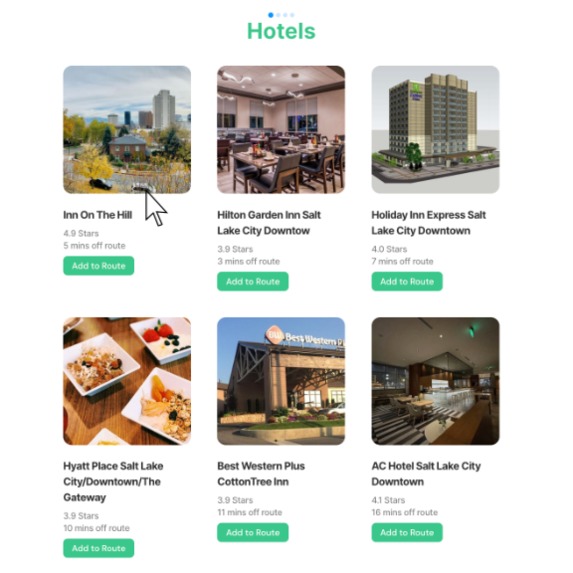 Hotels
Inn On The Hill
4.9 Stars
5 mins off route
Add to Route
Hilton Garden Inn Salt
Lake City Downtow
3.9 Stars
3 mins off route
Add to Route
Holiday Inn Express Salt
Lake City Downtown
4.0 Stars
7 mins off route
Add to Route
Best Western Pl
Hyatt Place Salt Lake
City/Downtown/The
Gateway
3.9 Stars
10 mins off route
Add to Route
Best Western Plus
CottonTree Inn
3.9 Stars
11 mins off route
Add to Route
AC Hotel Salt Lake City
Downtown
4.1 Stars
16 mins off route
Add to Route